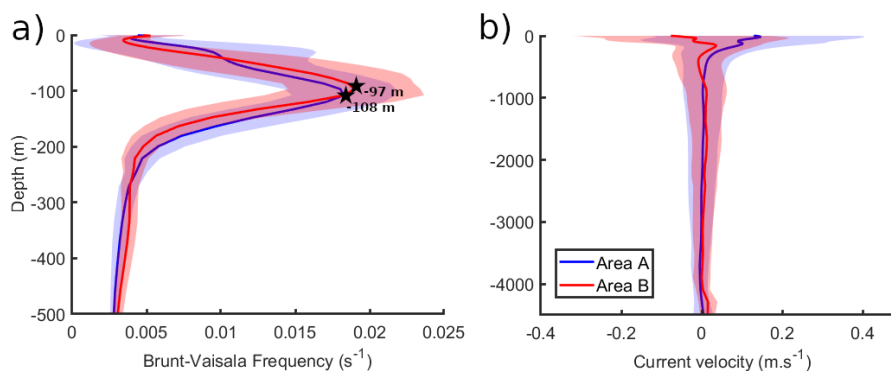 a)
0
-100
-200
-300
-400
-500
Depth (m)
0
0.005
0.01
0.015
0.02
0.025
Brunt-Vaisala Frequency (s⁻¹)
-97 m
-108 m
b)
0
-1000
-2000
-3000
-4000
-0.4
-0.2
0
0.2
0.4
Current velocity (m.s⁻¹)
Area A
Area B